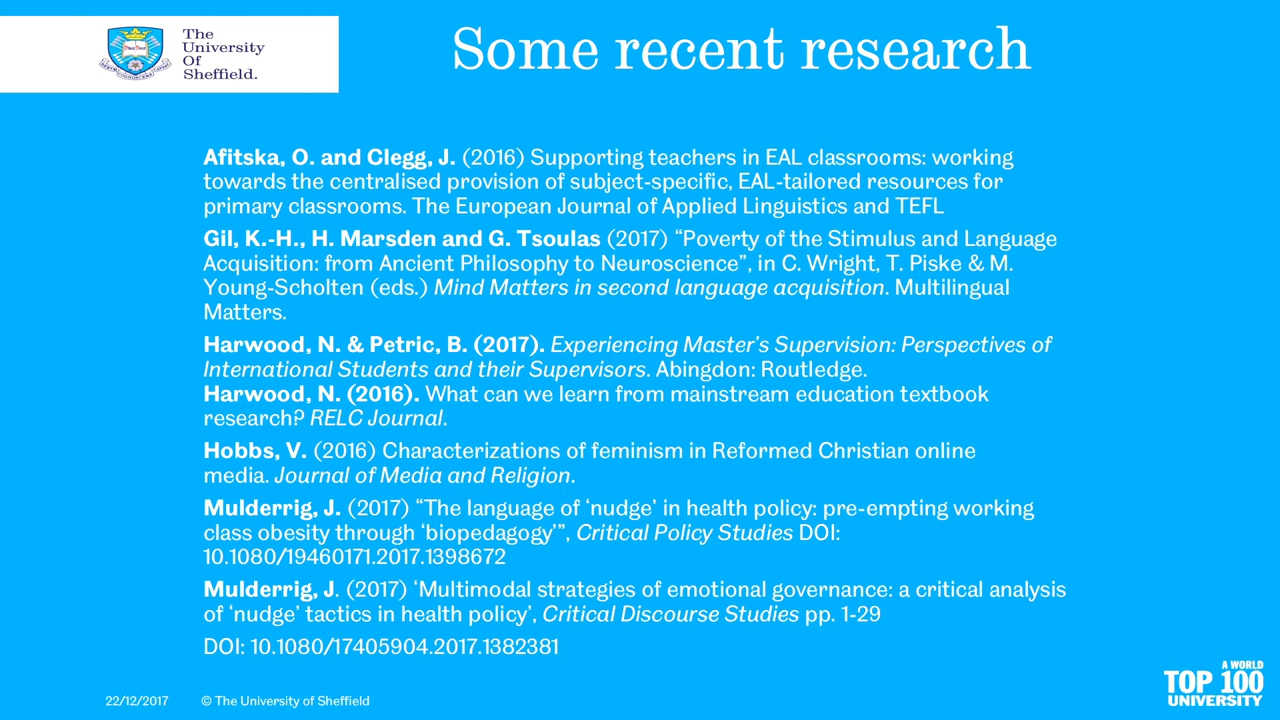 The
University
Of
Sheffield.
Some recent research
Afitska, O. and Clegg, J. (2016) Supporting teachers in EAL classrooms: working
towards the centralised provision of subject-specific, EAL-tailored resources for
primary classrooms. The European Journal of Applied Linguistics and TEFL
Gil, K.-H., H. Marsden and G. Tsoulas (2017) “Poverty of the Stimulus and Language
Acquisition: from Ancient Philosophy to Neuroscience”, in C. Wright, T. Piske & M.
Young-Scholten (eds.) Mind Matters in second language acquisition. Multilingual
Matters.
Harwood, N. & Petric, B. (2017). Experiencing Master’s Supervision: Perspectives of
International Students and their Supervisors. Abingdon: Routledge.
Harwood, N. (2016). What can we learn from mainstream education textbook
research? RELC Journal.
Hobbs, V. (2016) Characterizations of feminism in Reformed Christian online
media. Journal of Media and Religion.
Mulderrig, J. (2017) “The language of ‘nudge’ in health policy: pre-empting working
class obesity through ‘biopedagogy’”, Critical Policy Studies DOI:
10.1080/19460171.2017.1398672
Mulderrig, J. (2017) ‘Multimodal strategies of emotional governance: a critical analysis
of ‘nudge’ tactics in health policy’, Critical Discourse Studies pp. 1-29
DOI: 10.1080/17405904.2017.1382381
22/12/2017 © The University of Sheffield
A WORLD
TOP 100
UNIVERSITY